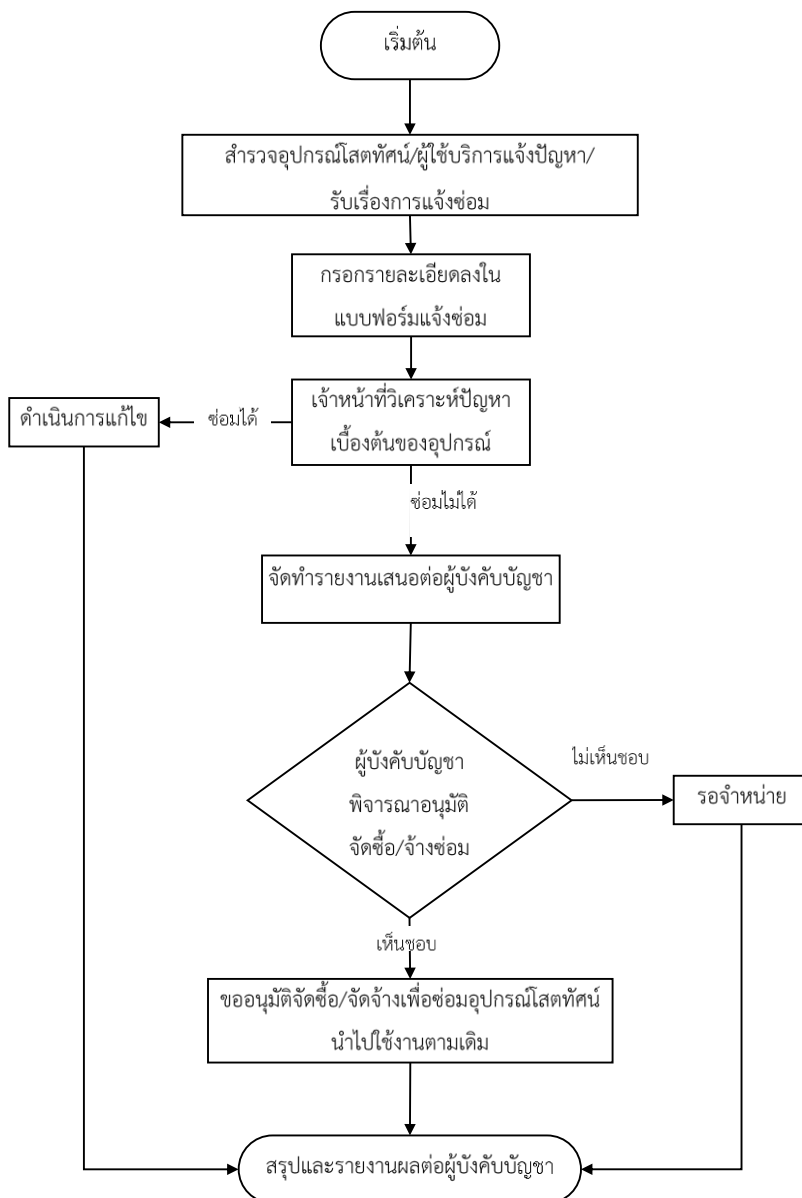 เริ่มต้น
สำรวจอุปกรณ์โสตทัศน์/ผู้ใช้บริการแจ้งปัญหา/
รับเรื่องการแจ้งซ่อม
กรอกรายละเอียดลงใน
แบบฟอร์มแจ้งซ่อม
เจ้าหน้าที่วิเคราะห์ปัญหา
เบื้องต้นของอุปกรณ์
ซ่อมได้
ดำเนินการแก้ไข
ซ่อมไม่ได้
จัดทำรายงานเสนอต่อผู้บังคับบัญชา
ผู้บังคับบัญชา
พิจารณาอนุมัติ
จัดซื้อ/จ้างซ่อม
ไม่เห็นชอบ
รอจำหน่าย
เห็นชอบ
ขออนุมัติจัดซื้อ/จัดจ้างเพื่อซ่อมอุปกรณ์โสตทัศน์
นำไปใช้งานตามเดิม
สรุปและรายงานผลต่อผู้บังคับบัญชา